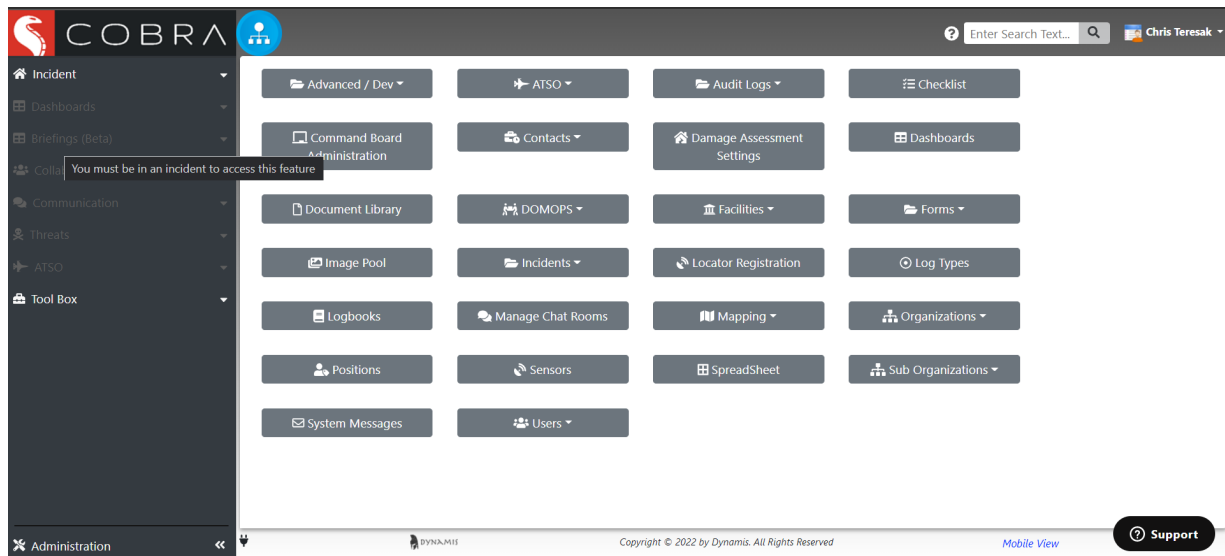 COBRA
Enter Search Text...
Chris Teresak
Incident
Dashboards
Briefings (Beta)
You must be in an incident to access this feature
Communication
Threats
ATSO
Tool Box
Administration
Advanced / Dev
ATSO
Audit Logs
Checklist
Command Board
Administration
Contacts
Damage Assessment
Settings
Dashboards
Document Library
DOMOPS
Facilities
Forms
Image Pool
Incidents
Locator Registration
Log Types
Logbooks
Manage Chat Rooms
Mapping
Organizations
Positions
Sensors
SpreadSheet
Sub Organizations
System Messages
Users
DYNAMIS
Copyright © 2022 by Dynamis. All Rights Reserved
Mobile View
Support